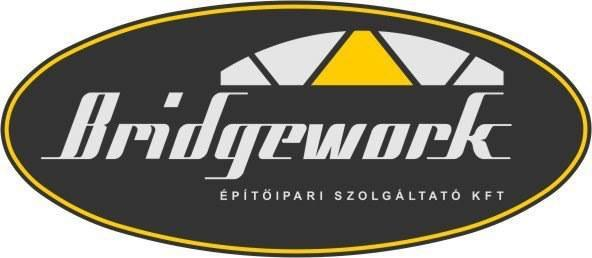 Bridgework
ÉPÍTŐIPARI SZOLGÁLTATÓ KFT